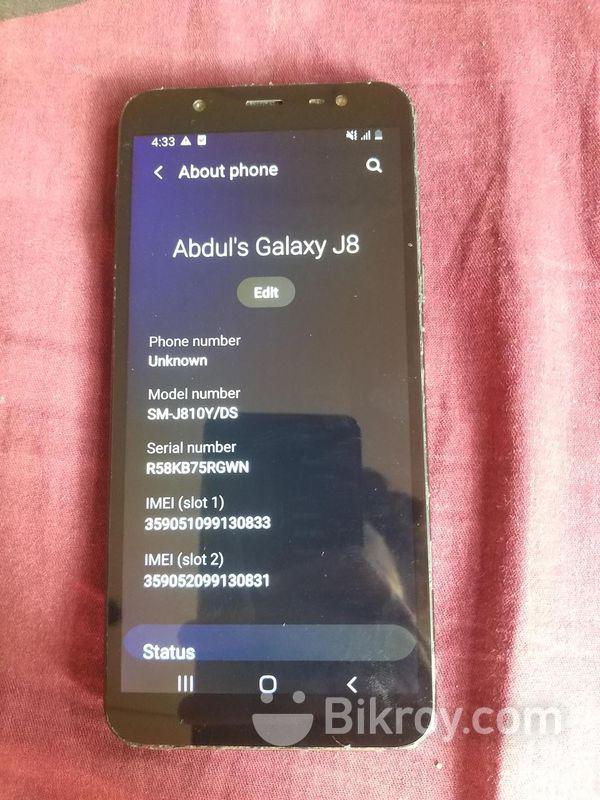 4:33
About phone
Abdul's Galaxy J8
Edit
Phone number
Unknown
Model number
SM-J810Y/DS
Serial number
R58KB75RGWN
IMEI (slot 1)
359051099130833
IMEI (slot 2)
359052099130831
Status
Bikroy.com